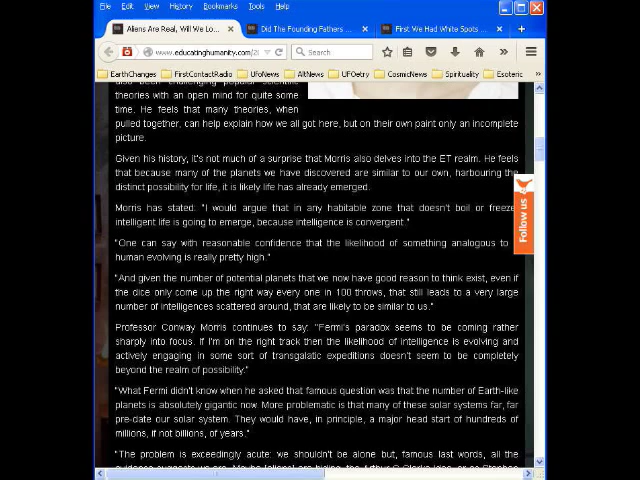 File Edit View History Bookmarks Tools Help
Aliens Are Real, Will We Lo... × Did The Founding Fathers ... × First We Had White Spots ... × +
www.educatinghumanity.com/2 Search
EarthChanges FirstContactRadio UfoNews AltNews UFOetry CosmicNews Spirituality Esoteric »
theories with an open mind for quite some
time. He feels that many theories, when
pulled together, can help explain how we all got here, but on their own paint only an incomplete
picture.
Given his history, it's not much of a surprise that Morris also delves into the ET realm. He feels
that because many of the planets we have discovered are similar to our own, harbouring the
distinct possibility for life, it is likely life has already emerged.
Morris has stated: "I would argue that in any habitable zone that doesn't boil or freeze,
intelligent life is going to emerge, because intelligence is convergent."
"One can say with reasonable confidence that the likelihood of something analogous to
human evolving is really pretty high."
"And given the number of potential planets that we now have good reason to think exist, even if
the dice only come up the right way every one in 100 throws, that still leads to a very large
number of intelligences scattered around, that are likely to be similar to us."
Professor Conway Morris continues to say: "Fermi's paradox seems to be coming rather
sharply into focus. If I'm on the right track then the likelihood of intelligence is evolving and
actively engaging in some sort of transgalatic expeditions doesn't seem to be completely
beyond the realm of possibility."
"What Fermi didn't know when he asked that famous question was that the number of Earth-like
planets is absolutely gigantic now. More problematic is that many of these solar systems far, far
pre-date our solar system. They would have, in principle, a major head start of hundreds of
millions, if not billions, of years."
"The problem is exceedingly acute: we shouldn't be alone but, famous last words, all the
Follow us